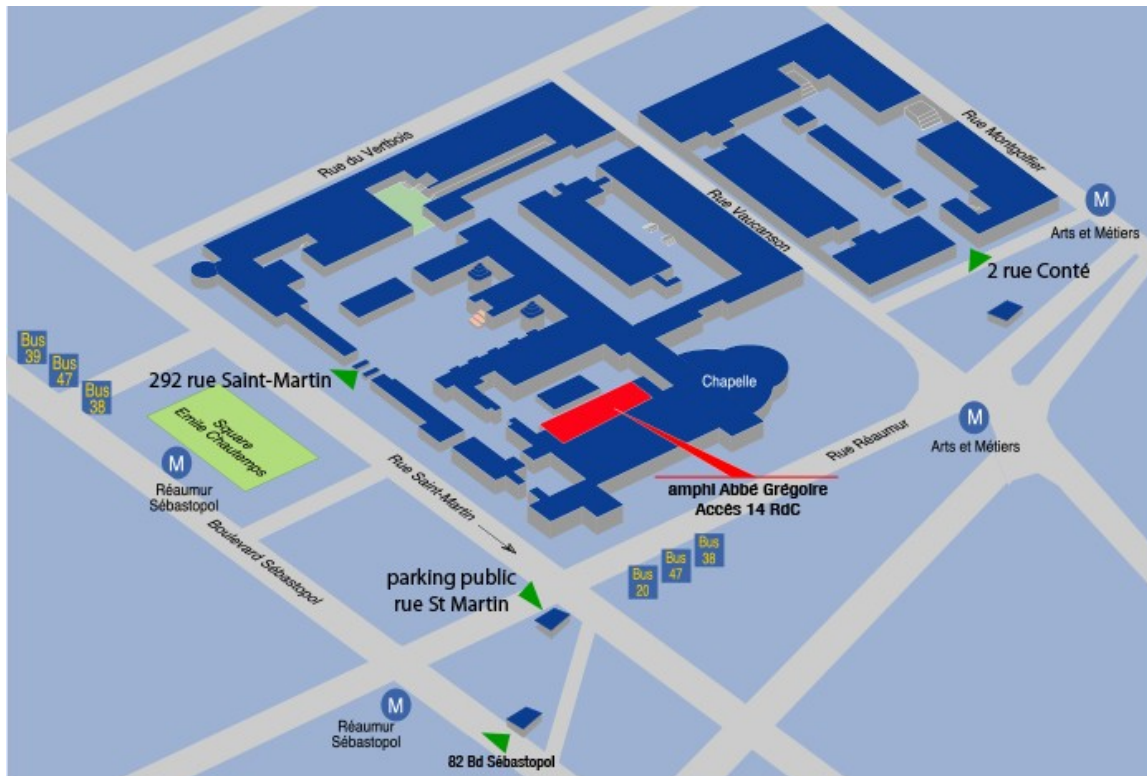 Rue du Vertbois
Rue Montgolfier
M
Arts et Métiers
Rue Vaucanson
2 rue Conté
Bus
39
Bus
47
Bus
38
292 rue Saint-Martin
Chapelle
Square
Emile Chautemps
M
Arts et Métiers
Rue Réaumur
M
Réaumur
Sébastopol
Rue Saint-Martin
amphi Abbé Grégoire
Accès 14 RdC
Boulevard Sébastopol
Bus
38
Bus
47
Bus
20
parking public
rue St Martin
M
Réaumur
Sébastopol
82 Bd Sébastopol